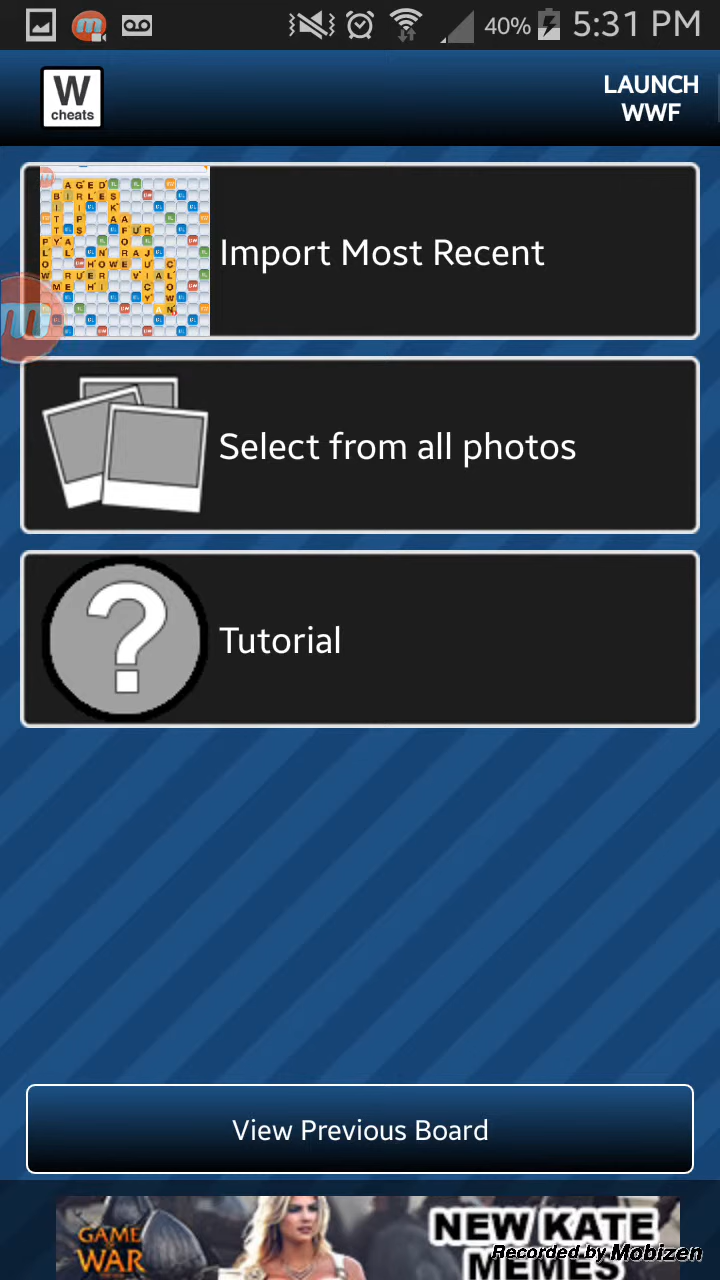 40% 5:31 PM
W
cheats
LAUNCH
WWF
Import Most Recent
Select from all photos
?
Tutorial
View Previous Board
GAME
OF
WAR
NEW KATE
MEMES
Recorded by Mobizen